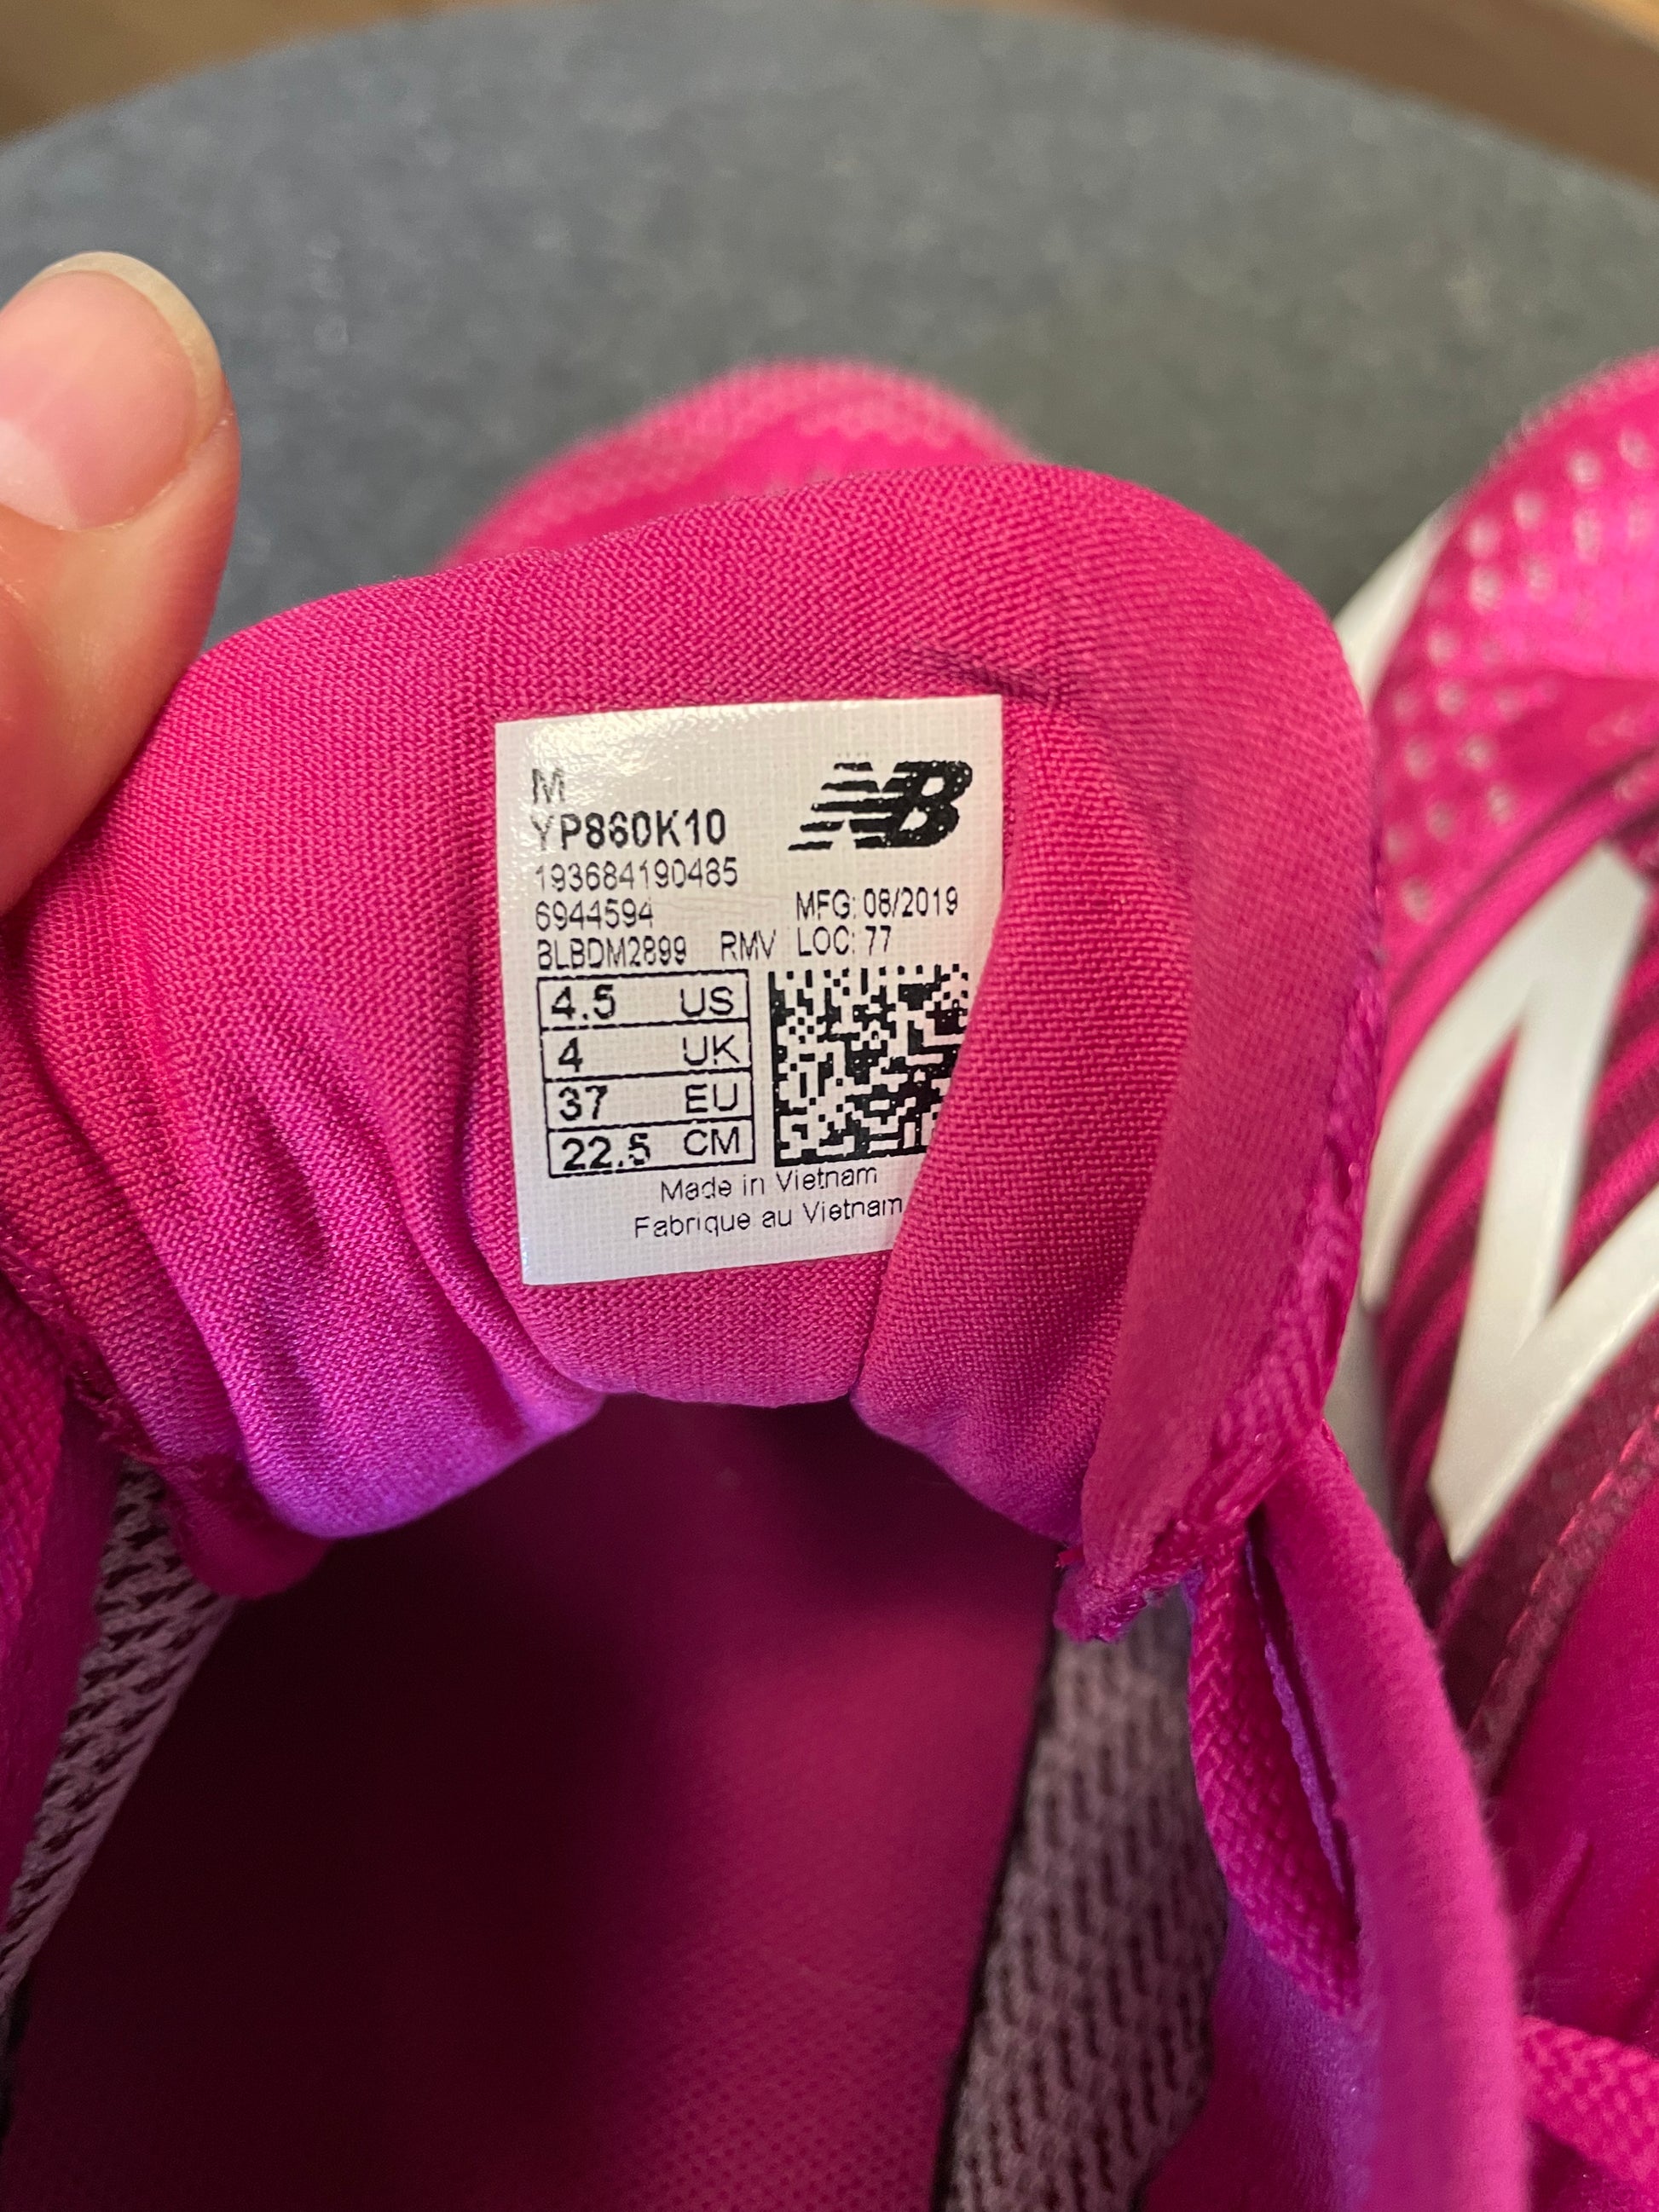 M
YP860K10
NB
193684190485
6944594 MFG: 08/2019
BLBDM2899 RMV LOC: 77
4.5 US
4 UK
37 EU
22.5 CM
Made in Vietnam
Fabrique au Vietnam
N